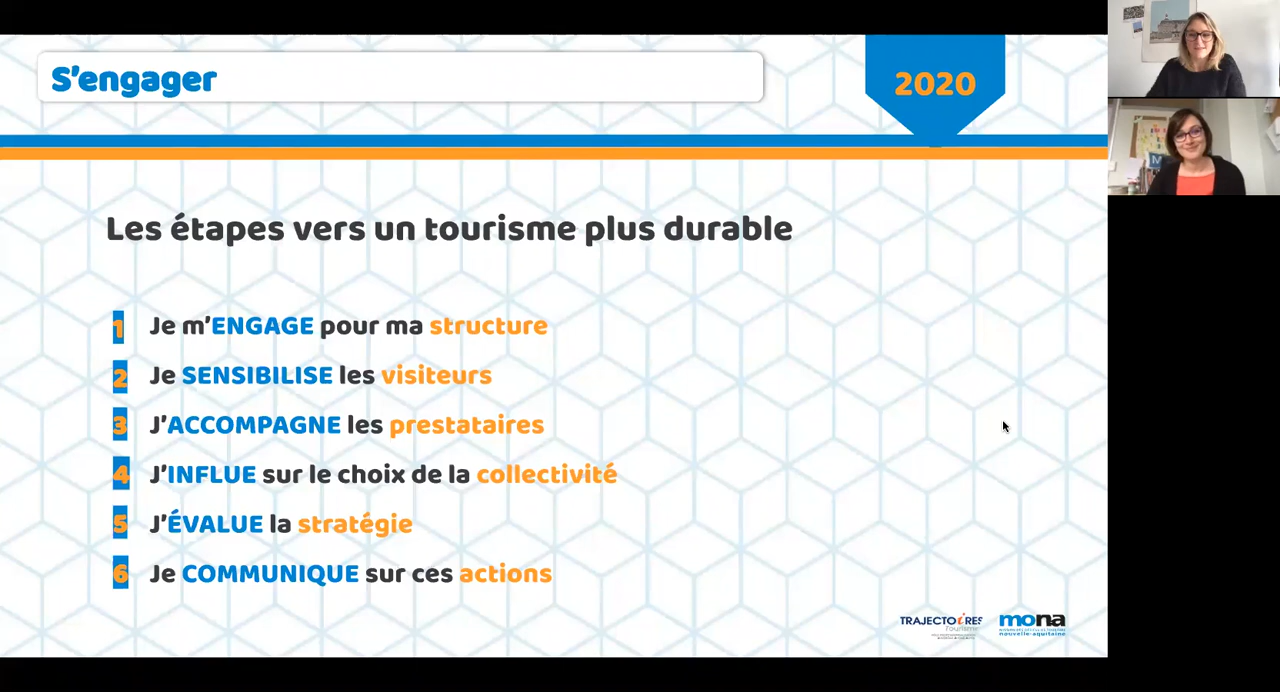 S'engager
2020
Les étapes vers un tourisme plus durable
1 Je m'ENGAGE pour ma structure
2 Je SENSIBILISE les visiteurs
3 J'ACCOMPAGNE les prestataires
4 J'INFLUE sur le choix de la collectivité
5 J'ÉVALUE la stratégie
6 Je COMMUNIQUE sur ces actions
TRAJECTOiRES
Tourisme
mona
nouvelle-aquitaine